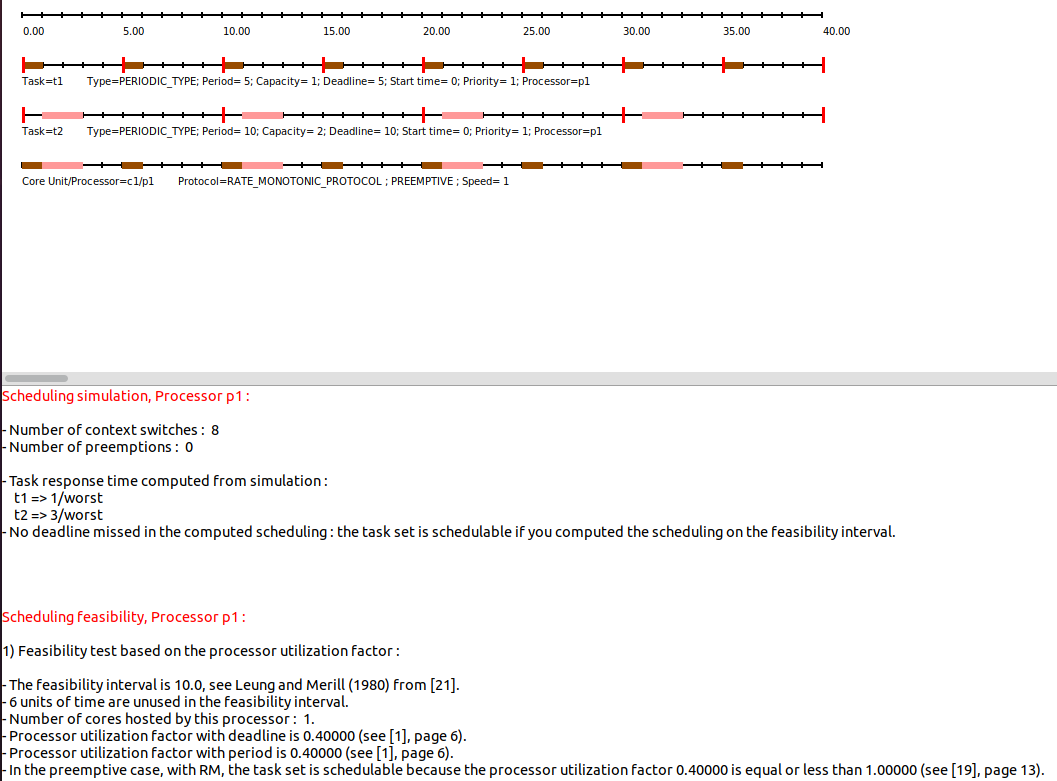 0.00 5.00 10.00 15.00 20.00 25.00 30.00 35.00 40.00
Task=t1 Type=PERIODIC_TYPE; Period= 5; Capacity= 1; Deadline= 5; Start time= 0; Priority= 1; Processor=p1
Task=t2 Type=PERIODIC_TYPE; Period= 10; Capacity= 2; Deadline= 10; Start time= 0; Priority= 1; Processor=p1
Core Unit/Processor=c1/p1 Protocol=RATE_MONOTONIC_PROTOCOL ; PREEMPTIVE ; Speed= 1
Scheduling simulation, Processor p1 :
- Number of context switches : 8
- Number of preemptions : 0
- Task response time computed from simulation :
t1 => 1/worst
t2 => 3/worst
- No deadline missed in the computed scheduling : the task set is schedulable if you computed the scheduling on the feasibility interval.
Scheduling feasibility, Processor p1 :
1) Feasibility test based on the processor utilization factor :
- The feasibility interval is 10.0, see Leung and Merill (1980) from [21].
- 6 units of time are unused in the feasibility interval.
- Number of cores hosted by this processor : 1.
- Processor utilization factor with deadline is 0.40000 (see [1], page 6).
- Processor utilization factor with period is 0.40000 (see [1], page 6).
- In the preemptive case, with RM, the task set is schedulable because the processor utilization factor 0.40000 is equal or less than 1.00000 (see [19], page 13).